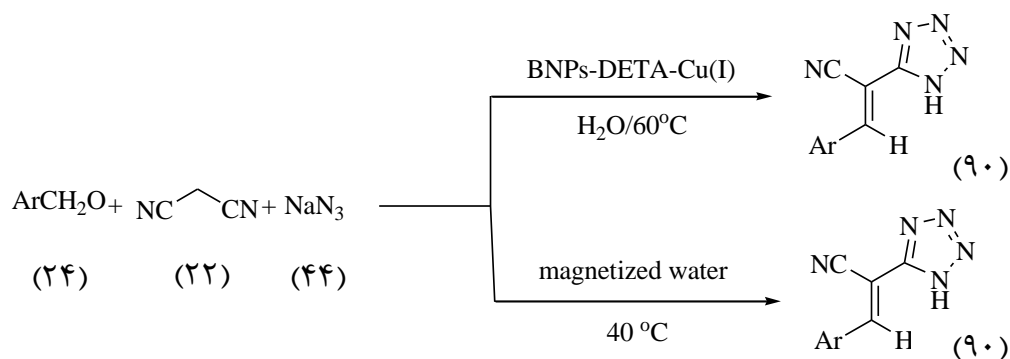 BNPs-DETA-Cu(I)
H₂O/60°C
NC
N
N
N
N
H
Ar
H
(۹۰)
ArCH₂O + NC CN + NaN₃
(۲۴) (۲۲) (۴۴)
magnetized water
40 °C
NC
N
N
N
N
H
Ar
H
(۹۰)